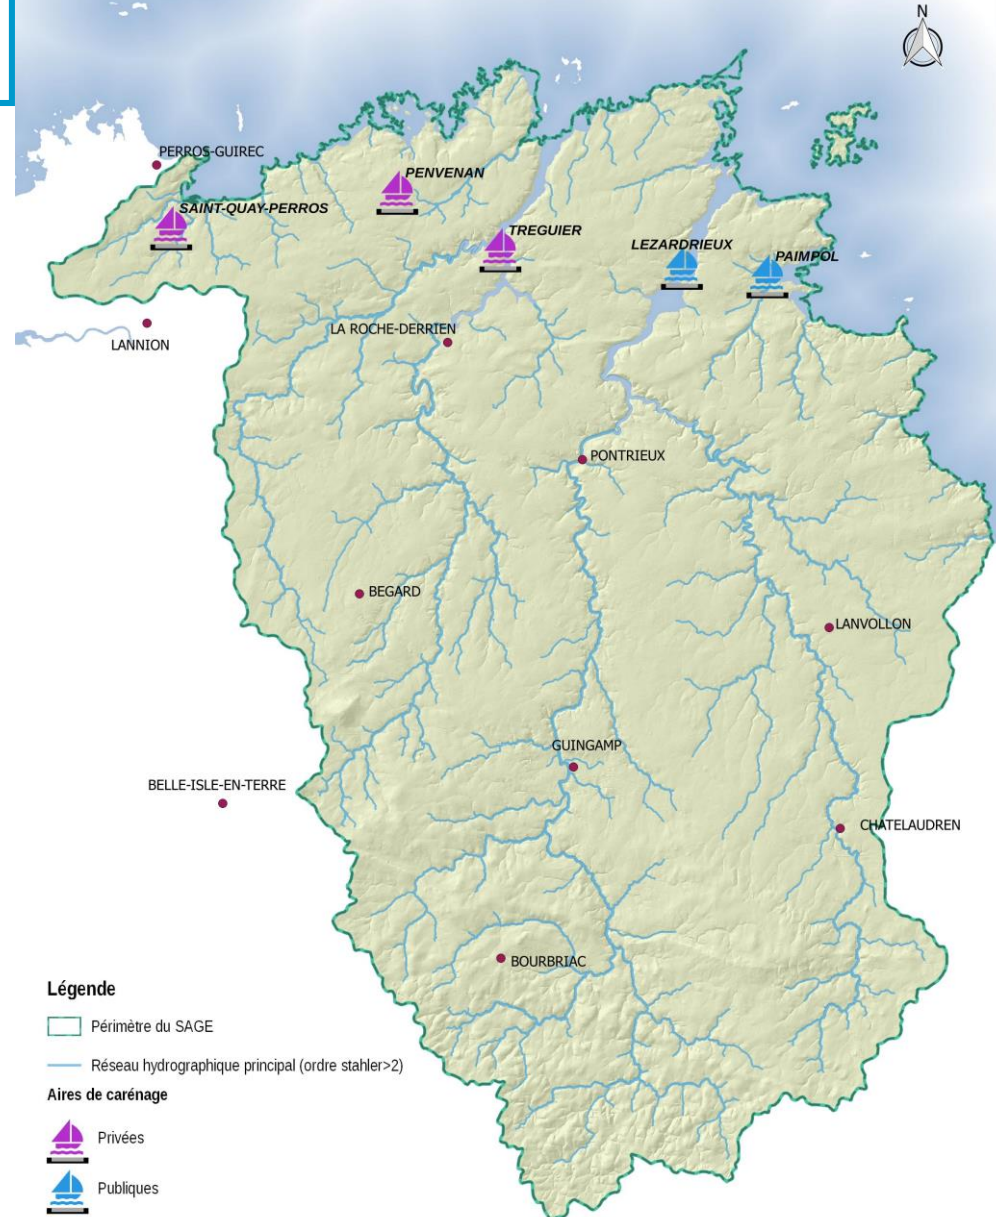 N
PERROS-GUIREC
PENVENAN
SAINT-QUAY-PERROS
TREGUIER
LEZARDRIEUX
PAIMPOL
LA ROCHE-DERRIEN
LANNION
PONTRIEUX
BEGARD
LANVOLLON
GUINGAMP
BELLE-ISLE-EN-TERRE
CHATELAUDREN
BOURBRIAC
Légende
Périmètre du SAGE
Réseau hydrographique principal (ordre stahler>2)
Aires de carénage
Privées
Publiques